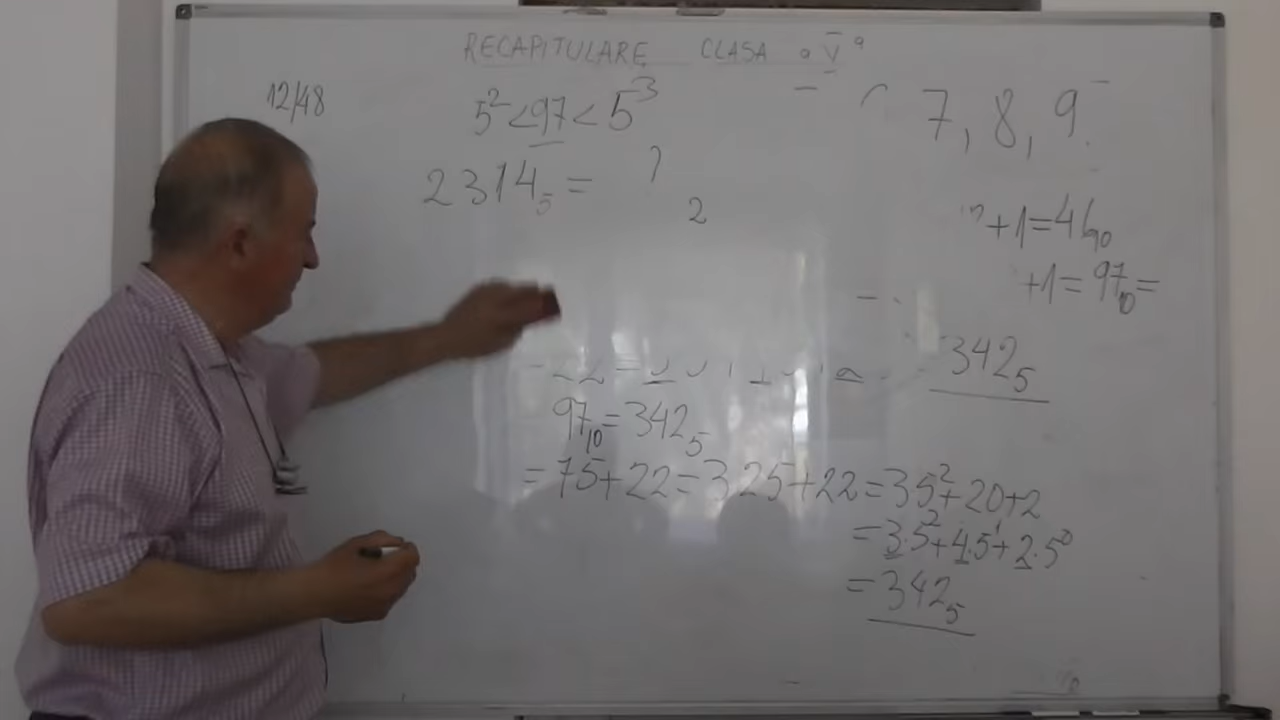 RECAPITULARE CLASA a V a
12/48
5² < 97 < 5³
7, 8, 9.
2314₅ = ?
2
+1=46₁₀
+1=97₁₀=
342₅
97₁₀=342₅
=75+22=3·25+22=3·5²+20+2
=3·5²+4·5¹+2·5⁰
=342₅